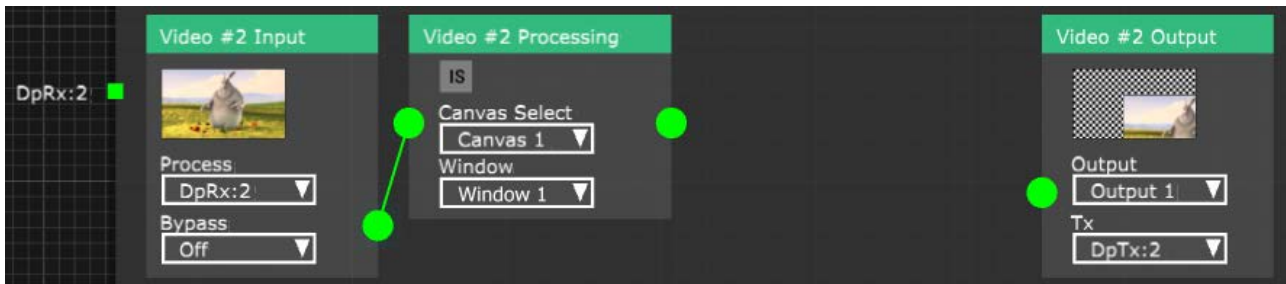 DpRx:2
Video #2 Input
Process
DpRx:2
Bypass
Off
Video #2 Processing
IS
Canvas Select
Canvas 1
Window
Window 1
Video #2 Output
Output
Output 1
Tx
DpTx:2